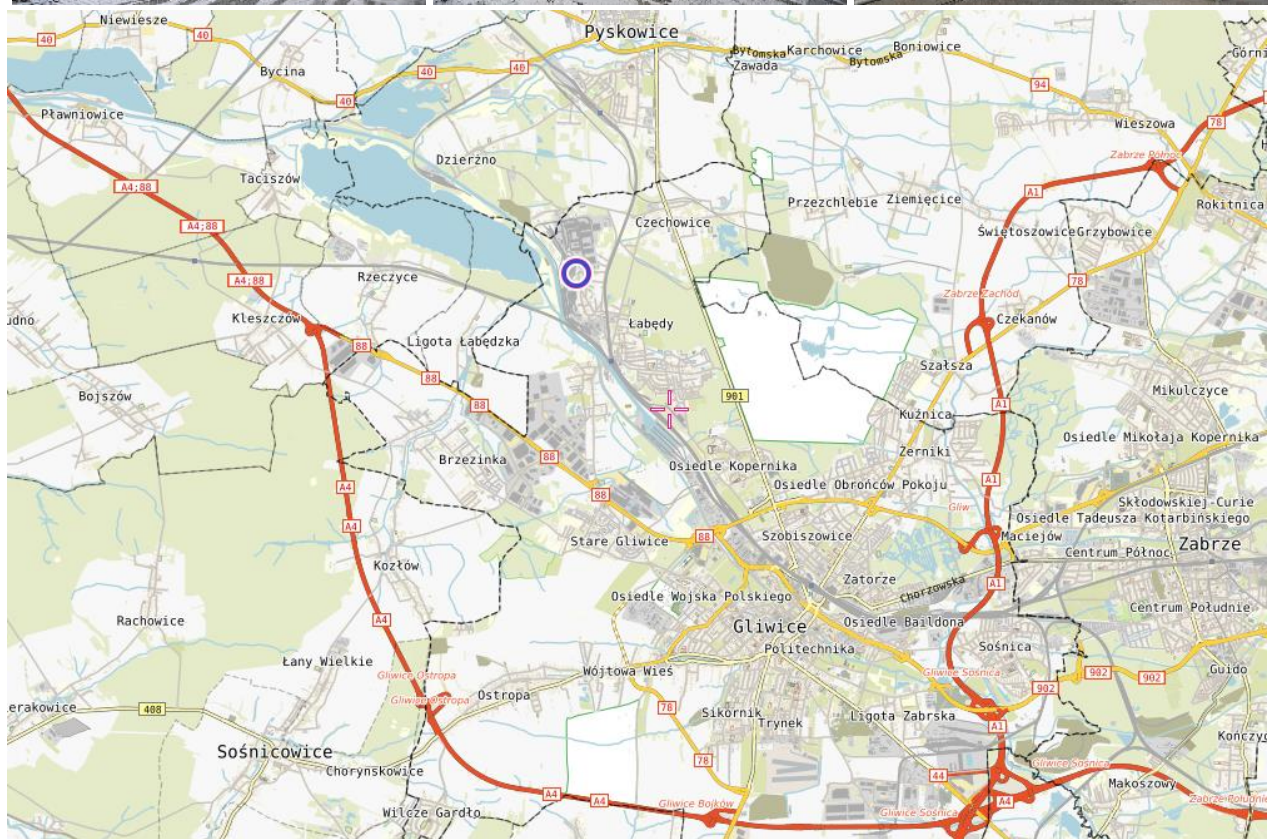 Niewiesze
Pyskowice
40
40
Bytomska
Karchowice
Boniowice
Zawada
Bytomska
Bycina
40
40
94
40
Górni
78
Pławniowice
Wieszowa
Zabrze Północ
Dzierżno
Taciszów
A4;88
A1
Przezchlebie
Ziemięcice
Rokitnica
A4;88
Czechowice
Świętoszowice
Grzybowice
Rzeczyce
A4;88
78
Zabrze Zachód
Kleszczów
Łabędy
Czekanów
udno
88
Ligota Łabędzka
Szałsza
88
Mikulczyce
Bojszów
901
88
A1
Kuźnica
Osiedle Mikołaja Kopernika
Żerniki
Brzezinka
88
Osiedle Kopernika
A4
Osiedle Obrońców Pokoju
A1
88
Skłodowskiej-Curie
Gliw
Osiedle Tadeusza Kotarbińskiego
A4
Stare Gliwice
88
Szobiszowice
Maciejów
Zabrze
Centrum Północ
Kozłów
Zatorze
A1
Chorzowska
Osiedle Wojska Polskiego
Centrum Południe
Rachowice
A4
Gliwice
Osiedle Baildona
Politechnika
Sośnica
Łany Wielkie
Wójtowa Wieś
Gliwice Sośnica
Guido
Gliwice Ostropa
902
902
902
Ostropa
Gliwice Ostropa
erakowice
408
78
Sikornik
Ligota Zabrska
Trynek
A1
Kończyc
Sośnicowice
78
Gliwice Sośnica
Chorynskowice
44
Makoszowy
A4
A4
A4
Gliwice Bojków
Gliwice Sośnica
Zabrze Południe
Wilcze Gardło